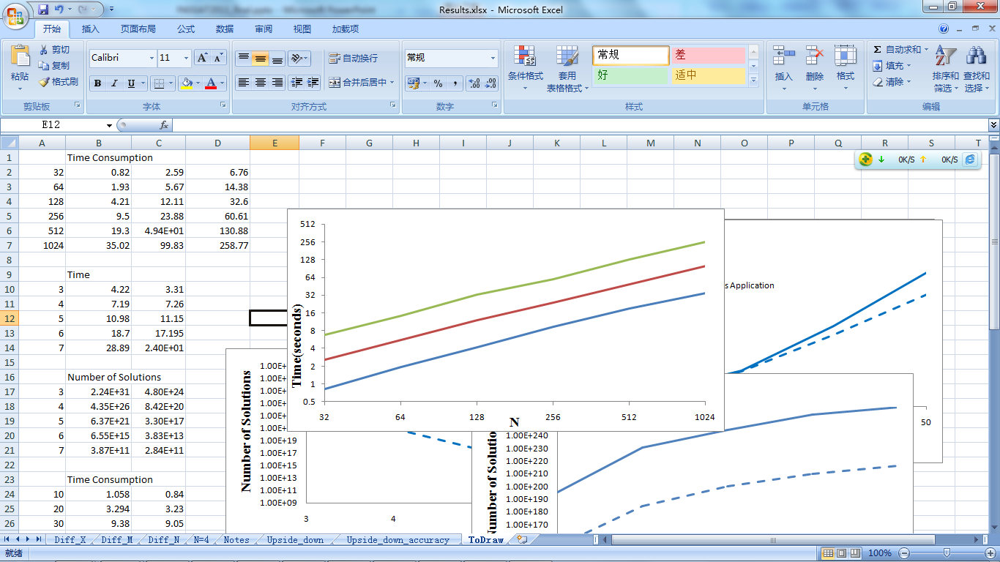 Results.xlsx - Microsoft Excel
开始 插入 页面布局 公式 数据 审阅 视图 加载项
粘贴 剪切 复制 格式刷 剪贴板
Calibri 11 B I U A A A 字体
自动换行 合并后居中 对齐方式
常规 % , 数字
条件格式 套用表格格式 常规 差 好 适中 样式
插入 删除 格式 单元格
Σ 自动求和 填充 清除 排序和筛选 查找和选择 编辑
E12 fx
A B C D E F G H I J K L M N O P Q R S T
1 Time Consumption
2 32 0.82 2.59 6.76
3 64 1.93 5.67 14.38
4 128 4.21 12.11 32.6
5 256 9.5 23.88 60.61
6 512 19.3 4.94E+01 130.88
7 1024 35.02 99.83 258.77
8
9 Time
10 3 4.22 3.31
11 4 7.19 7.26
12 5 10.98 11.15
13 6 18.7 17.195
14 7 28.89 2.40E+01
15
16 Number of Solutions
17 3 2.24E+31 4.80E+24
18 4 4.35E+26 8.42E+20
19 5 6.37E+21 3.30E+17
20 6 6.55E+15 3.83E+13
21 7 3.87E+11 2.84E+11
22
23 Time Consumption
24 10 1.058 0.84
25 20 3.294 3.23
26 30 9.38 9.05
0K/S 0K/S
Time(seconds)
512
256
128
64
32
16
8
4
2
1
0.5
32 64 128 256 512 1024
N
s Application
50
Number of Solutions
1.00E+
1.00E+
1.00E+
1.00E+
1.00E+
1.00E+
1.00E+19
1.00E+17
1.00E+15
1.00E+13
1.00E+11
1.00E+09
3 4
Number of Solutio
1.00E+240
1.00E+230
1.00E+220
1.00E+210
1.00E+200
1.00E+190
1.00E+180
1.00E+170
Diff_X Diff_M Diff_N N=4 Notes Upside_down Upside_down_accuracy ToDraw
就绪 100%